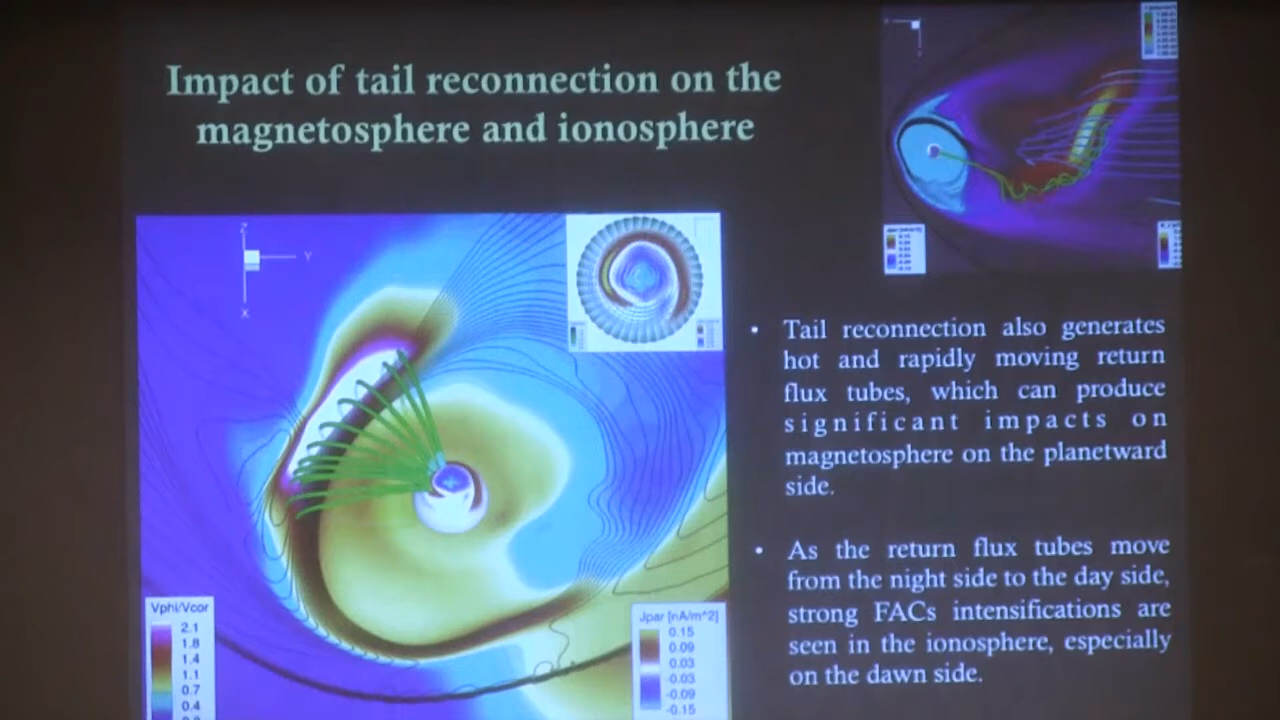 Impact of tail reconnection on the
magnetosphere and ionosphere
Z
Y
X
Vphi/Vcor
2.1
1.8
1.4
1.1
0.7
0.4
Jpar [nA/m^2]
0.15
0.09
0.03
-0.03
-0.09
-0.15
• Tail reconnection also generates
hot and rapidly moving return
flux tubes, which can produce
significant impacts on
magnetosphere on the planetward
side.
• As the return flux tubes move
from the night side to the day side,
strong FACs intensifications are
seen in the ionosphere, especially
on the dawn side.